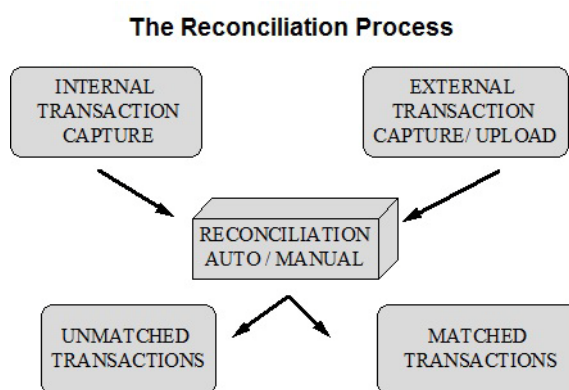 The Reconciliation Process
INTERNAL
TRANSACTION
CAPTURE
EXTERNAL
TRANSACTION
CAPTURE/ UPLOAD
RECONCILIATION
AUTO / MANUAL
UNMATCHED
TRANSACTIONS
MATCHED
TRANSACTIONS